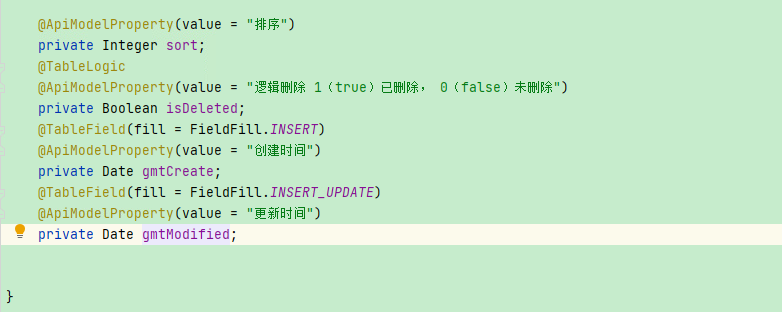 @ApiModelProperty(value = "排序")
private Integer sort;
@TableLogic
@ApiModelProperty(value = "逻辑删除 1（true）已删除， 0（false）未删除")
private Boolean isDeleted;
@TableField(fill = FieldFill.INSERT)
@ApiModelProperty(value = "创建时间")
private Date gmtCreate;
@TableField(fill = FieldFill.INSERT_UPDATE)
@ApiModelProperty(value = "更新时间")
private Date gmtModified;
}